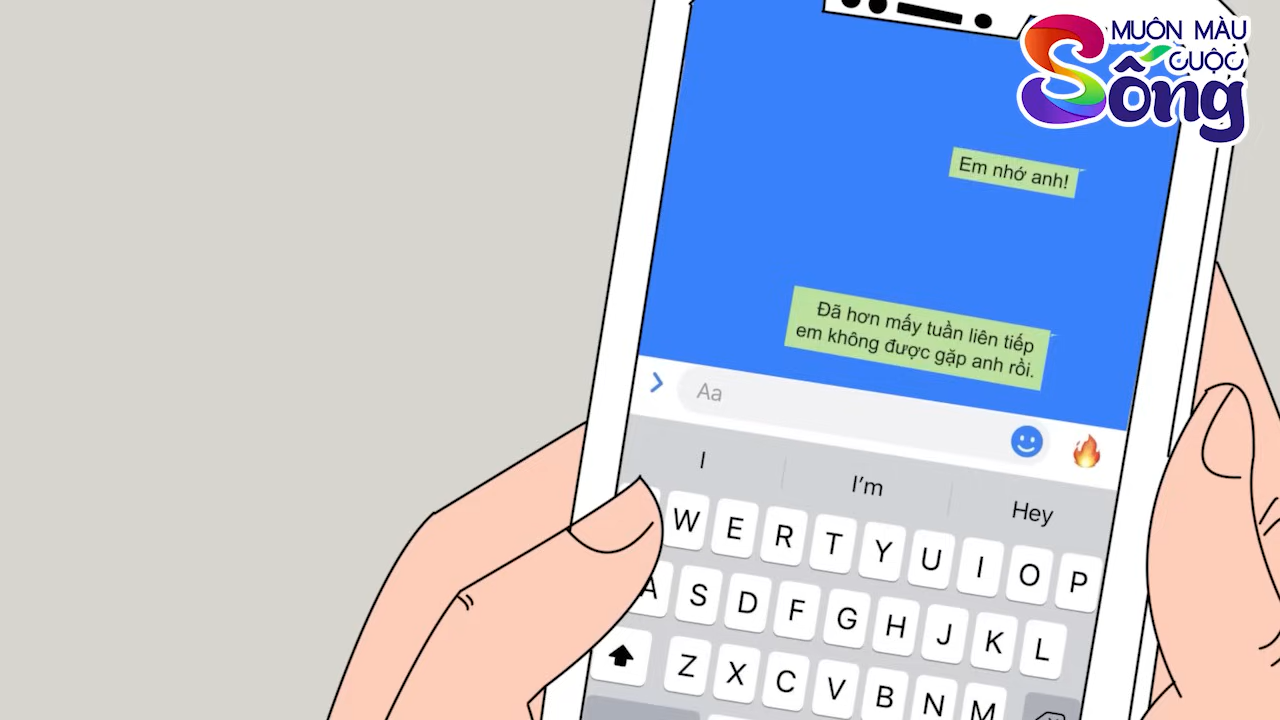 MUÔN MÀU
CUỘC
Sống
Em nhớ anh!
Đã hơn mấy tuần liên tiếp
em không được gặp anh rồi.
Aa
I
I'm
Hey
W E R T Y U I O P
A S D F G H J K L
Z X C V B N M